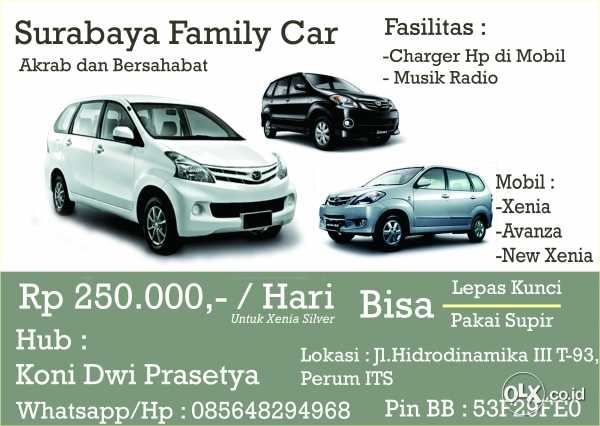 Surabaya Family Car
Akrab dan Bersahabat
Fasilitas :
-Charger Hp di Mobil
- Musik Radio
Mobil :
-Xenia
-Avanza
-New Xenia
Rp 250.000,- / Hari
Untuk Xenia Silver
Bisa
Lepas Kunci
Pakai Supir
Hub :
Koni Dwi Prasetya
Whatsapp/Hp : 085648294968
Lokasi : Jl.Hidrodinamika III T-93,
Perum ITS
Pin BB : 53F29FE0
OLX.co.id